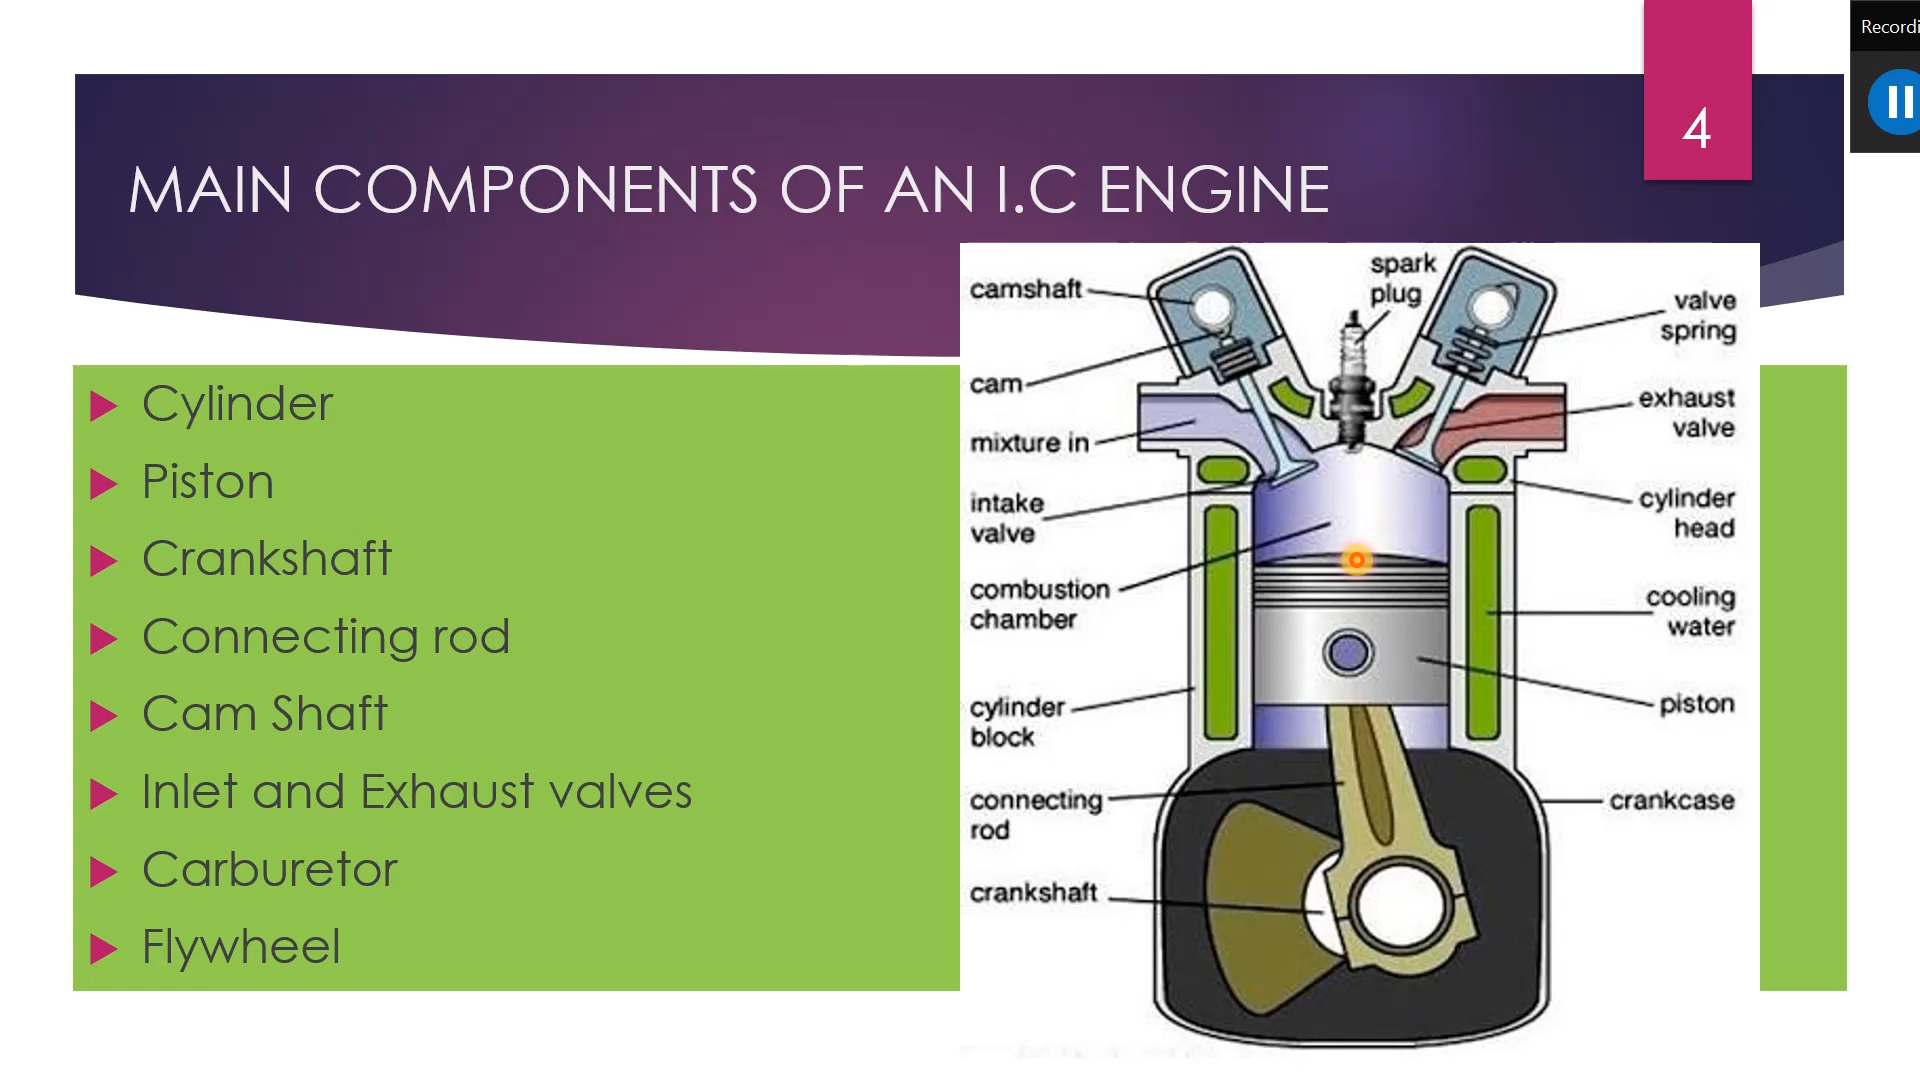 Recordi
4
MAIN COMPONENTS OF AN I.C ENGINE
Cylinder
Piston
Crankshaft
Connecting rod
Cam Shaft
Inlet and Exhaust valves
Carburetor
Flywheel
camshaft
cam
mixture in
intake
valve
combustion
chamber
cylinder
block
connecting
rod
crankshaft
spark
plug
valve
spring
exhaust
valve
cylinder
head
cooling
water
piston
crankcase